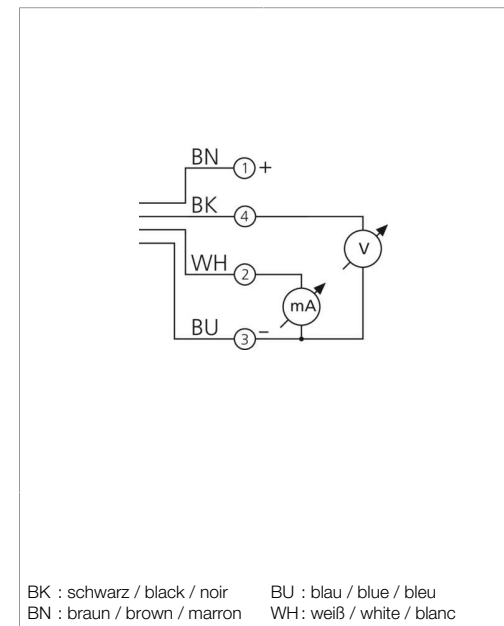 BN 1 +
BK 4
V
WH 2
mA
BU 3 –
BK : schwarz / black / noir BU : blau / blue / bleu
BN : braun / brown / marron WH : weiß / white / blanc